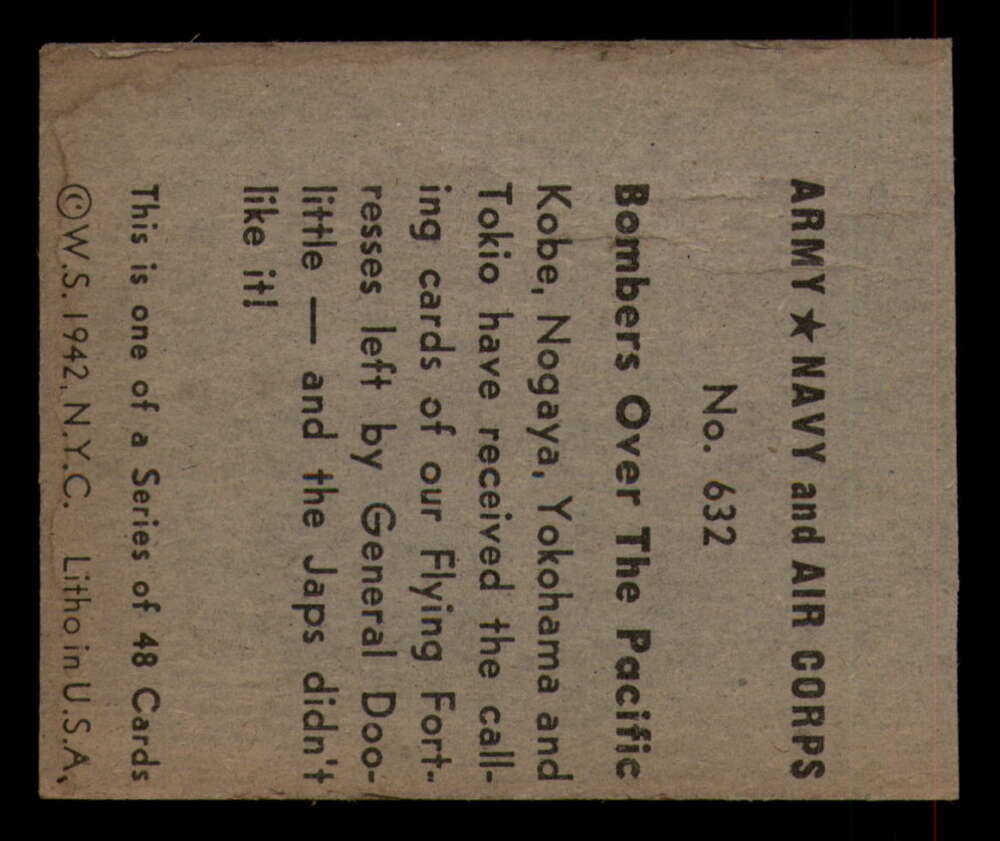 ARMY ★ NAVY and AIR CORPS
No. 632
Bombers Over The Pacific
Kobe, Nogaya, Yokohama and
Tokio have received the call-
ing cards of our Flying Fort-
resses left by General Doo-
little — and the Japs didn't
like it!
This is one of a Series of 48 Cards
©W.S. 1942, N.Y.C. Litho in U.S.A.